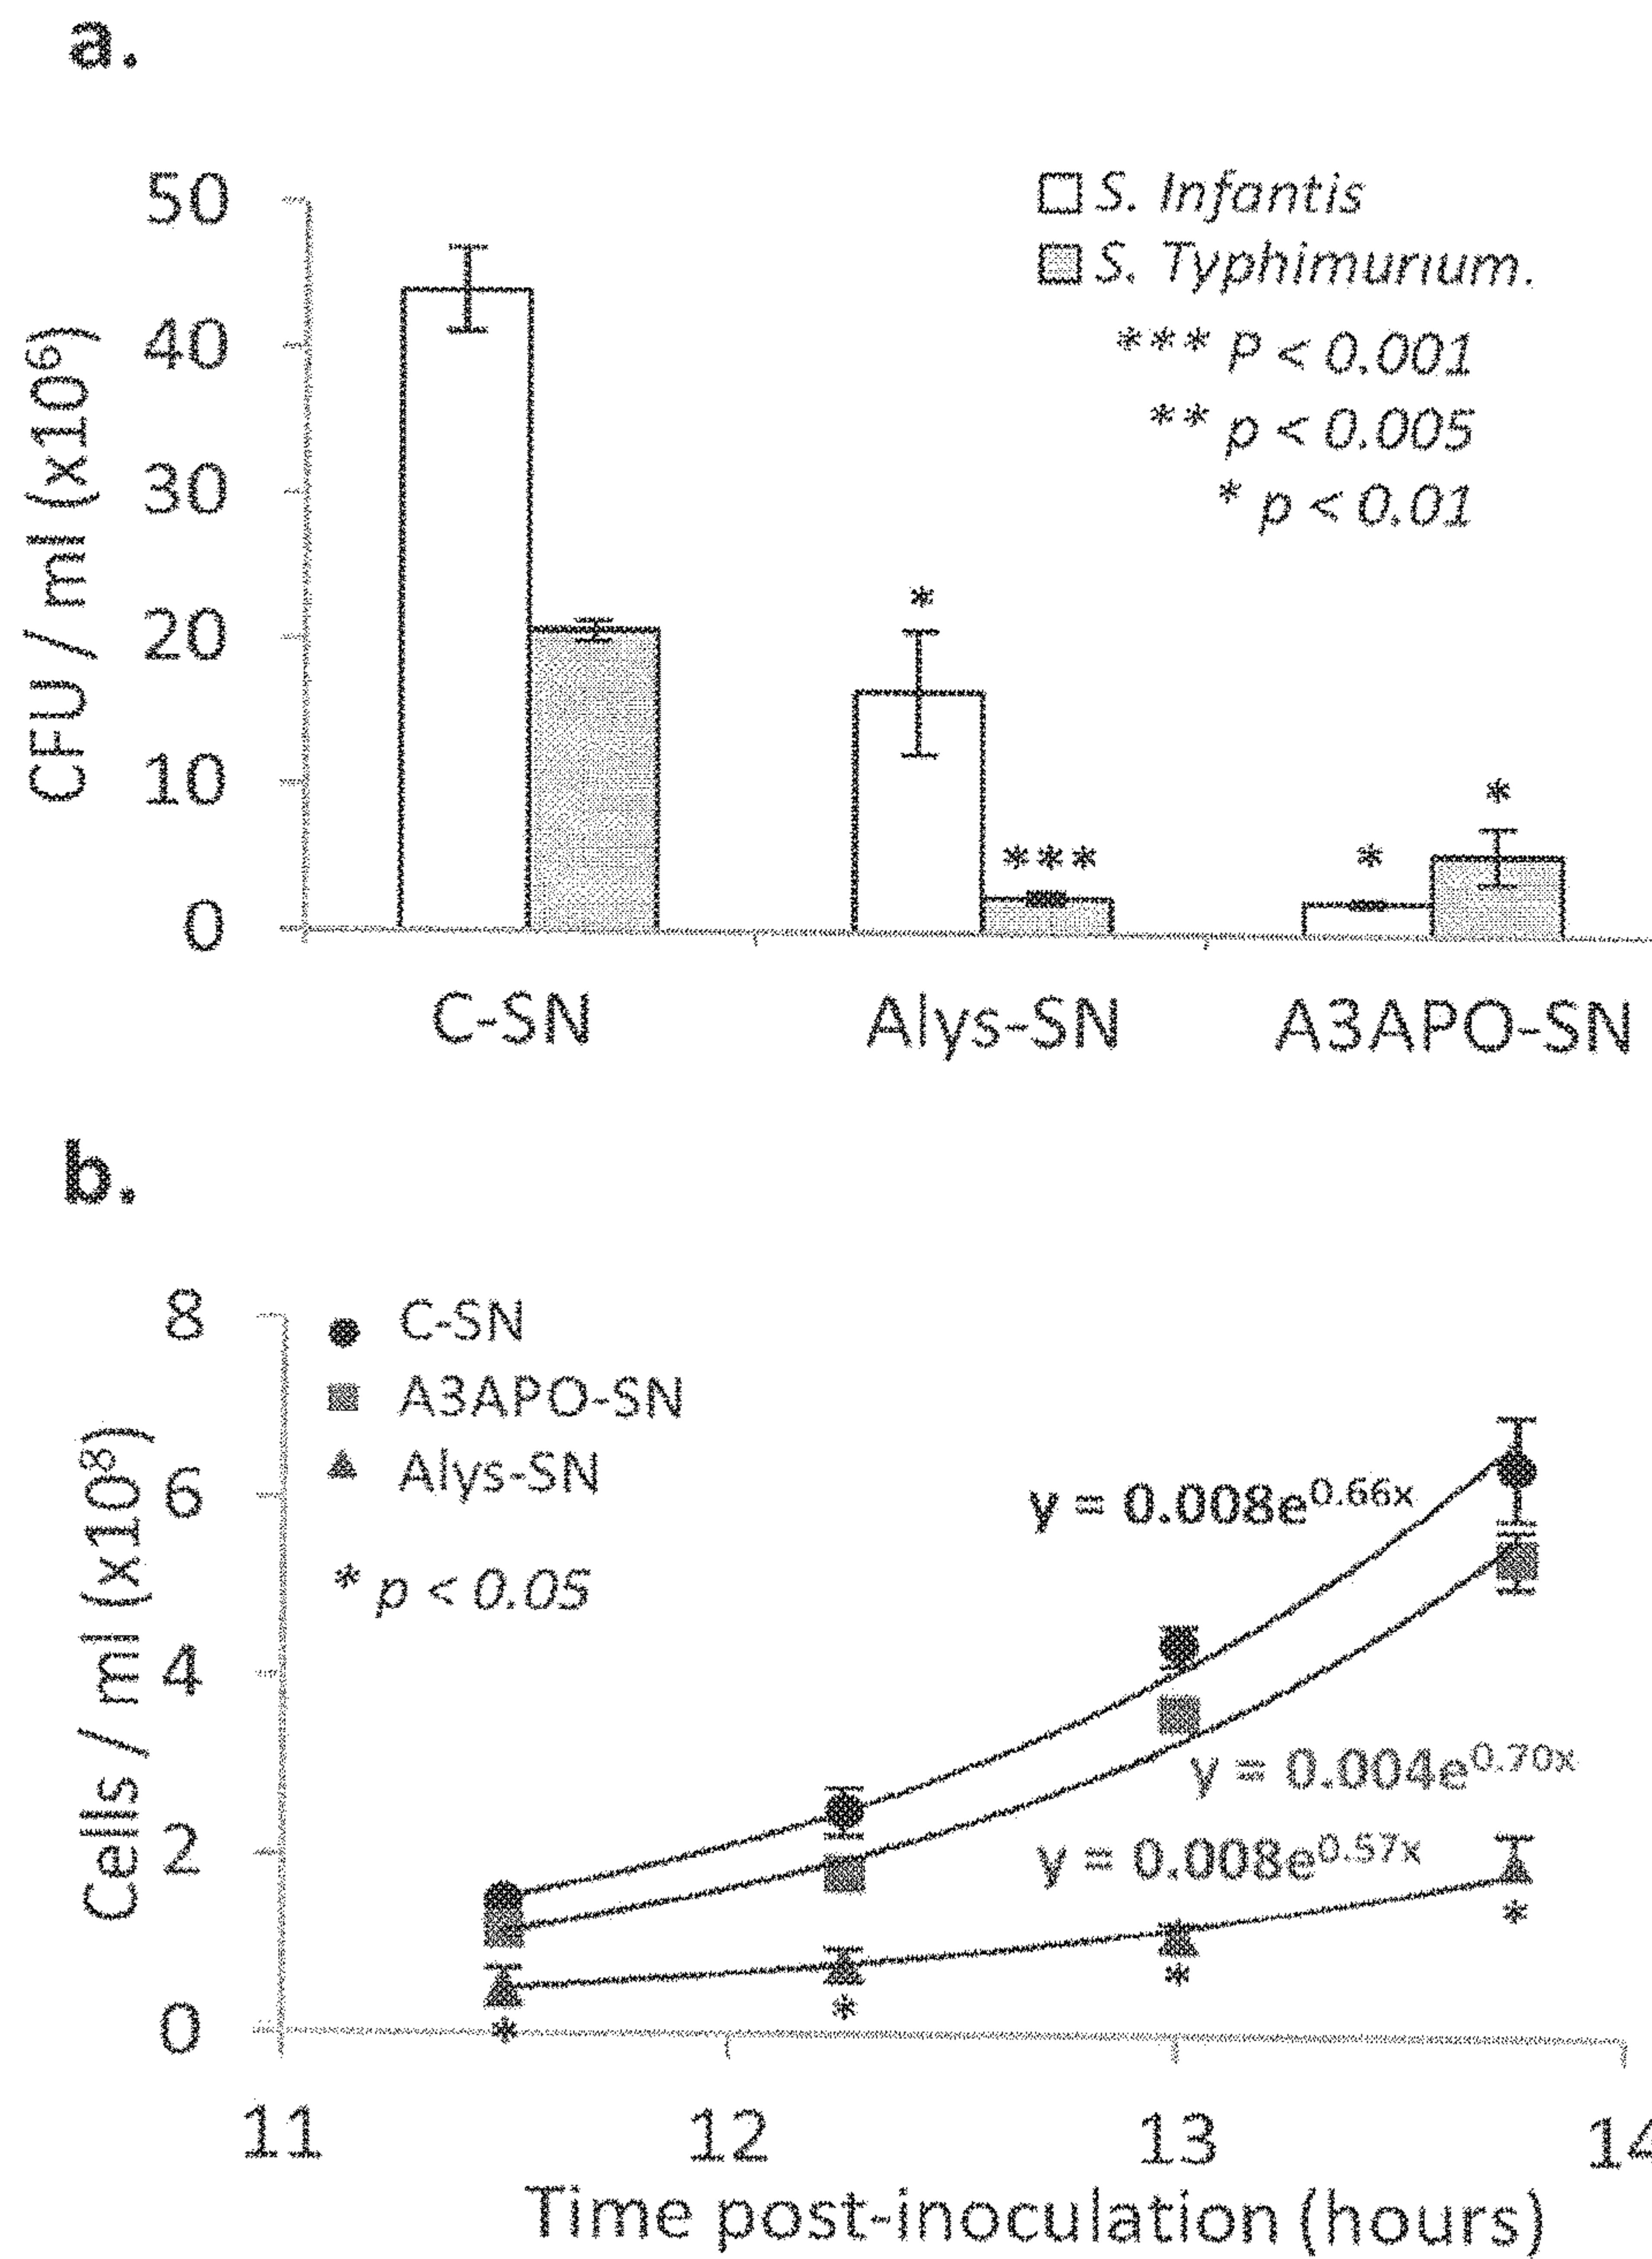 a.
50
40
30
20
10
0
CFU / ml (x10⁶)
S. Infantis
S. Typhimurium.
*** P < 0.001
** p < 0.005
* p < 0.01
*
***
*
*
C-SN Alys-SN A3APO-SN
b.
8
6
4
2
0
Cells / ml (x10⁸)
C-SN
A3APO-SN
Alys-SN
* p < 0.05
y = 0.008e^0.66x
y = 0.004e^0.70x
y = 0.008e^0.57x
*
*
*
*
11 12 13 14
Time post-inoculation (hours)